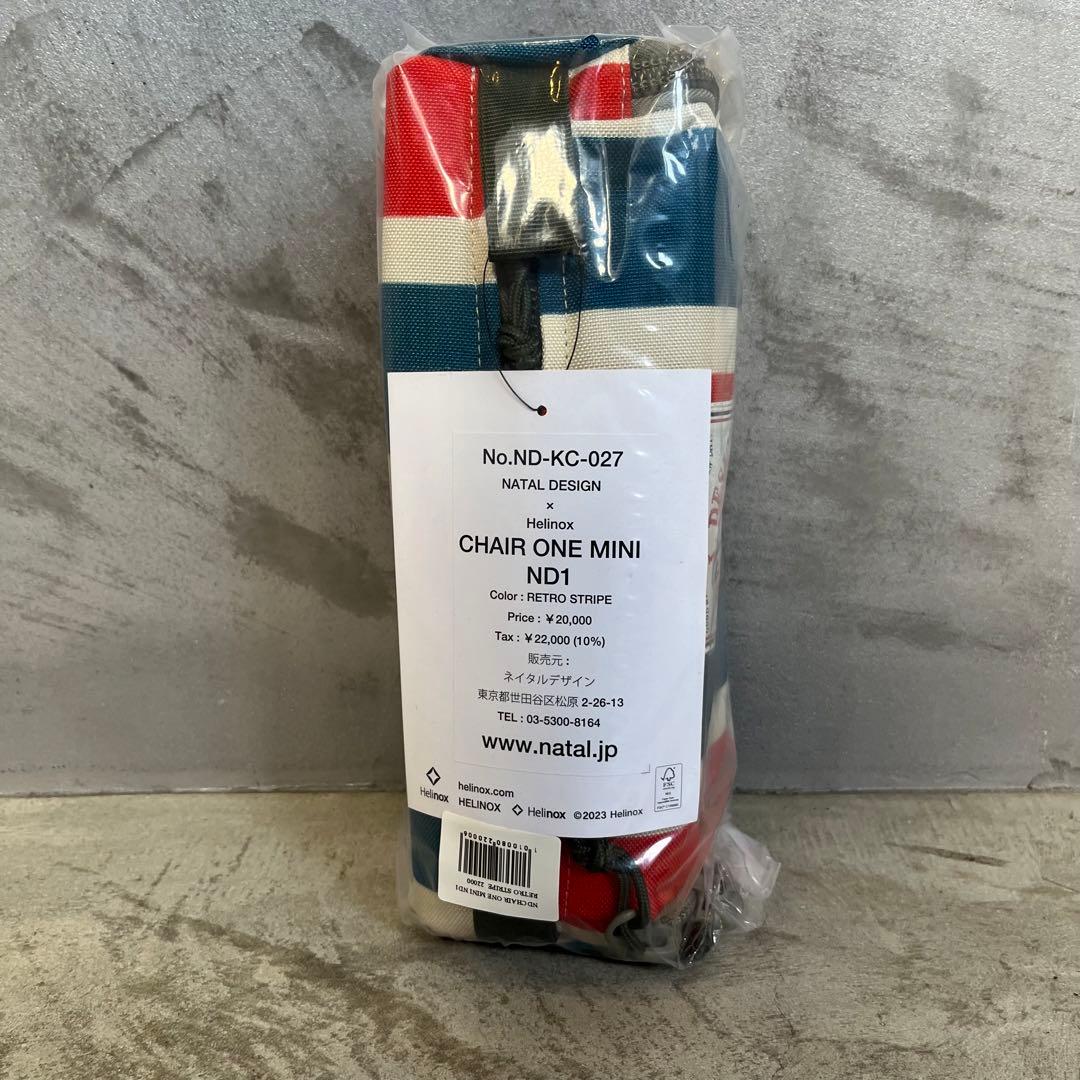 No.ND-KC-027
NATAL DESIGN
×
Helinox
CHAIR ONE MINI
ND1
Color : RETRO STRIPE
Price : ￥20,000
Tax : ￥22,000 (10%)
販売元 :
ネイタルデザイン
東京都世田谷区松原 2-26-13
TEL : 03-5300-8164
www.natal.jp
Helinox
helinox.com
HELINOX
Helinox ©2023 Helinox
FSC
1010080220006
ND CHAIR ONE MINI ND1
RETRO STRIPE 22000